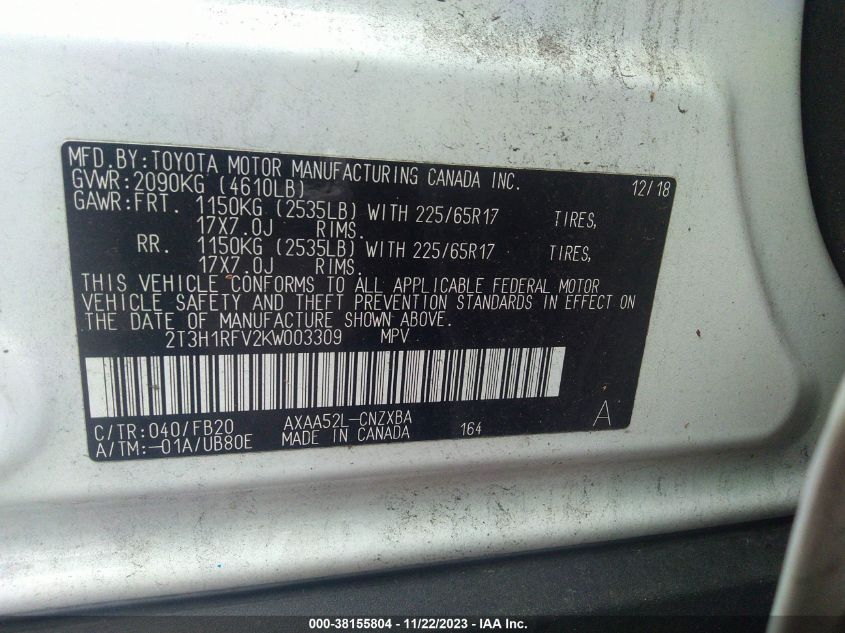 MFD.BY:TOYOTA MOTOR MANUFACTURING CANADA INC. 12/18
GVWR:2090KG (4610LB)
GAWR:FRT. 1150KG (2535LB) WITH 225/65R17 TIRES,
17X7.0J RIMS.
RR. 1150KG (2535LB) WITH 225/65R17 TIRES,
17X7.0J RIMS.
THIS VEHICLE CONFORMS TO ALL APPLICABLE FEDERAL MOTOR
VEHICLE SAFETY AND THEFT PREVENTION STANDARDS IN EFFECT ON
THE DATE OF MANUFACTURE SHOWN ABOVE.
2T3H1RFV2KW003309 MPV
C/TR:040/FB20 AXAA52L-CNZXBA A
A/TM:-01A/UB80E MADE IN CANADA 164
000-38155804 - 11/22/2023 - IAA Inc.